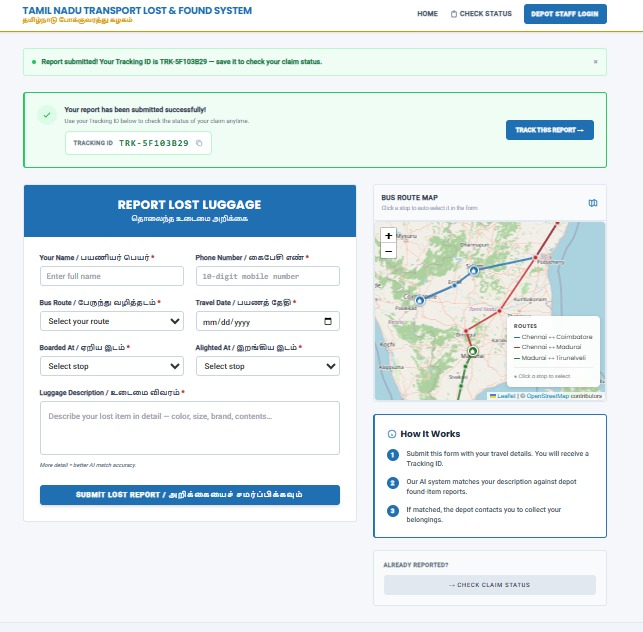 TAMIL NADU TRANSPORT LOST & FOUND SYSTEM
தமிழ்நாடு போக்குவரத்து கழகம்
HOME
CHECK STATUS
DEPOT STAFF LOGIN
Report submitted! Your Tracking ID is TRK-5F103B29 — save it to check your claim status.
×
Your report has been submitted successfully!
Use your Tracking ID below to check the status of your claim anytime.
TRACKING ID TRK-5F103B29
TRACK THIS REPORT →
REPORT LOST LUGGAGE
தொலைந்த உடைமை அறிக்கை
Your Name / பயணியர் பெயர் *
Phone Number / கைபேசி எண் *
Enter full name
10-digit mobile number
Bus Route / பேருந்து வழித்தடம் *
Travel Date / பயணத் தேதி *
Select your route
mm/dd/yyyy
Boarded At / ஏறிய இடம் *
Alighted At / இறங்கிய இடம் *
Select stop
Select stop
Luggage Description / உடைமை விவரம் *
Describe your lost item in detail — color, size, brand, contents...
More detail = better AI match accuracy.
SUBMIT LOST REPORT / அறிக்கையைச் சமர்ப்பிக்கவும்
BUS ROUTE MAP
Click a stop to auto-select it in the form
+
−
Mysuru
Dharmapuri
Puducherry
Erode
Palakkad
Kumbakonam
Tamil Nadu
Kochi
ROUTES
Chennai ↔ Coimbatore
Chennai ↔ Madurai
Madurai ↔ Tirunelveli
● Click a stop to select
Leaflet | © OpenStreetMap contributors
How It Works
1 Submit this form with your travel details. You will receive a
Tracking ID.
2 Our AI system matches your description against depot
found-item reports.
3 If matched, the depot contacts you to collect your
belongings.
ALREADY REPORTED?
→ CHECK CLAIM STATUS